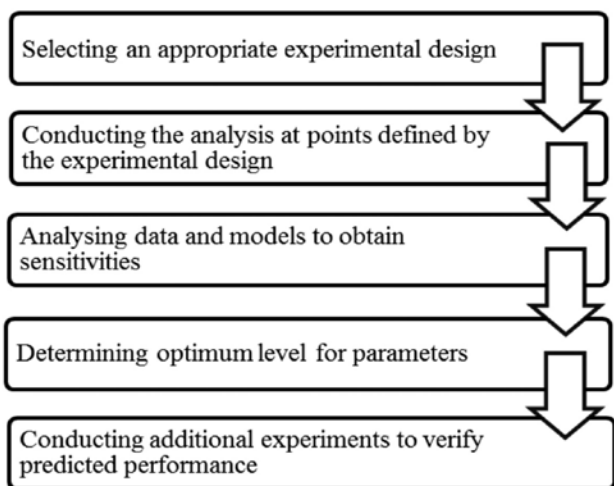 Selecting an appropriate experimental design
Conducting the analysis at points defined by
the experimental design
Analysing data and models to obtain
sensitivities
Determining optimum level for parameters
Conducting additional experiments to verify
predicted performance